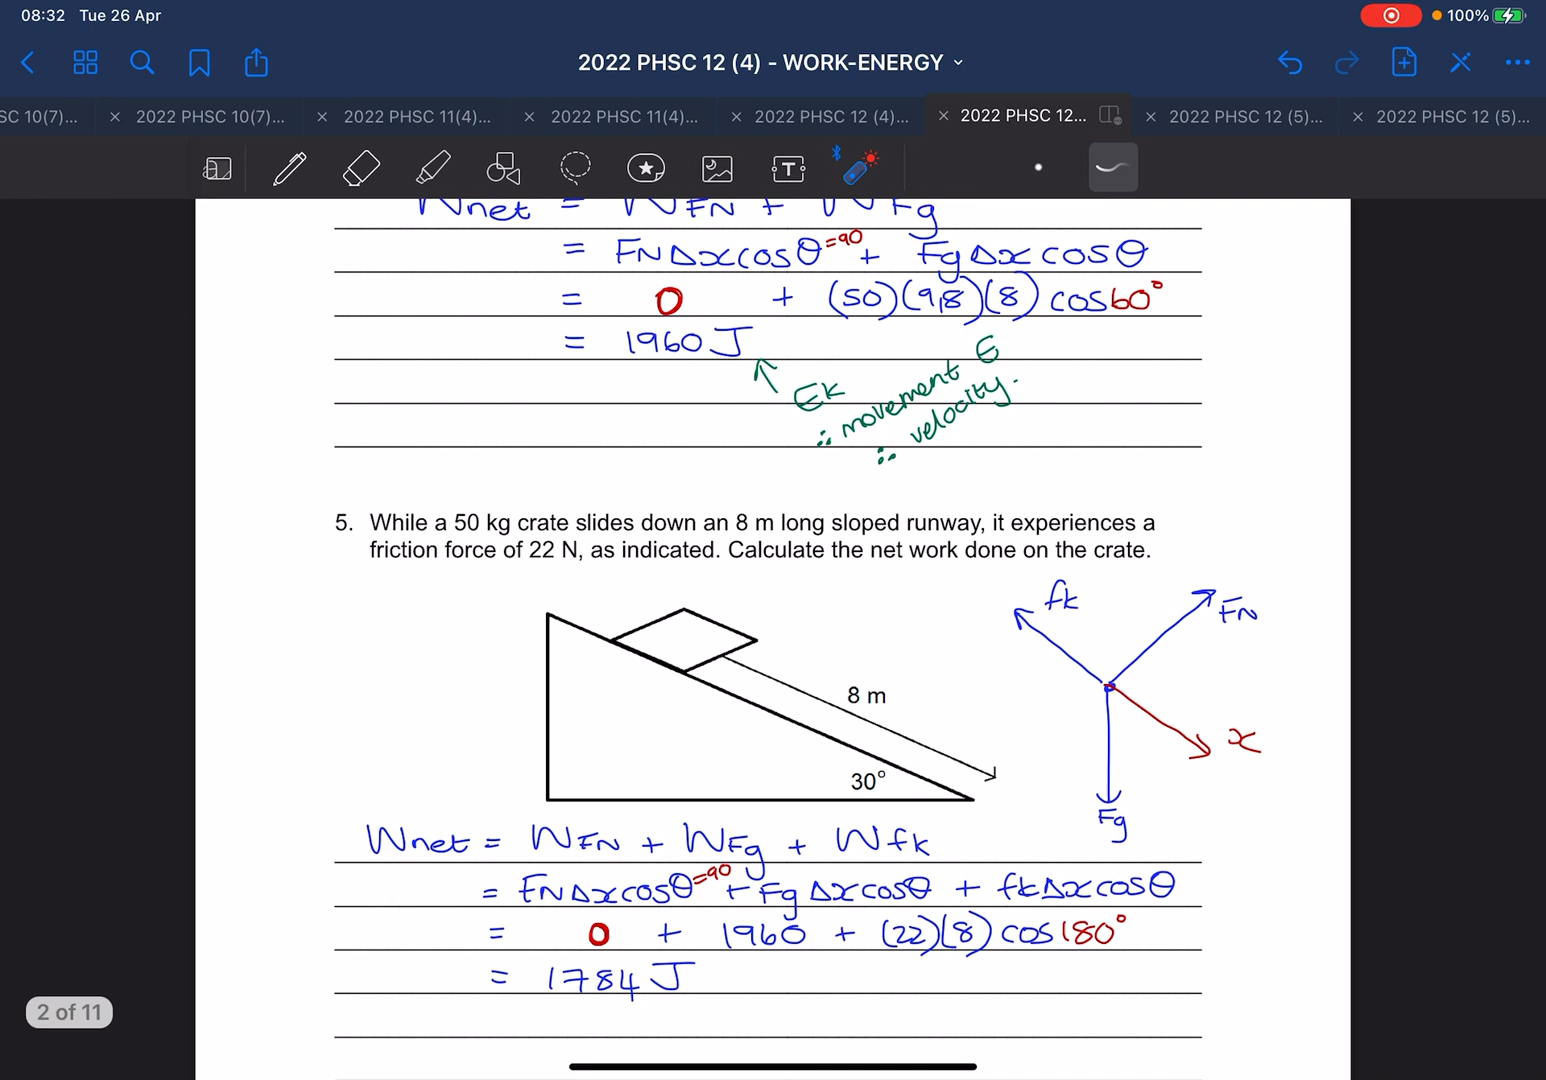 08:32 Tue 26 Apr
100%
2022 PHSC 12 (4) - WORK-ENERGY
SC 10(7)...
× 2022 PHSC 10(7)...
× 2022 PHSC 11(4)...
× 2022 PHSC 11(4)...
× 2022 PHSC 12 (4)...
× 2022 PHSC 12...
× 2022 PHSC 12 (5)...
× 2022 PHSC 12 (5)...
T
Wnet = WFN + WFg
= FNΔxcosθ=90 + FgΔxcosθ
= 0 + (50)(9,8)(8) cos60°
= 1960 J
Ek
∴ movement E
∴ velocity.
5. While a 50 kg crate slides down an 8 m long sloped runway, it experiences a
friction force of 22 N, as indicated. Calculate the net work done on the crate.
fk
FN
8 m
x
30°
Fg
Wnet = WFN + WFg + Wfk
= FNΔxcosθ=90 + FgΔxcosθ + fkΔxcosθ
= 0 + 1960 + (22)(8) cos180°
= 1784 J
2 of 11